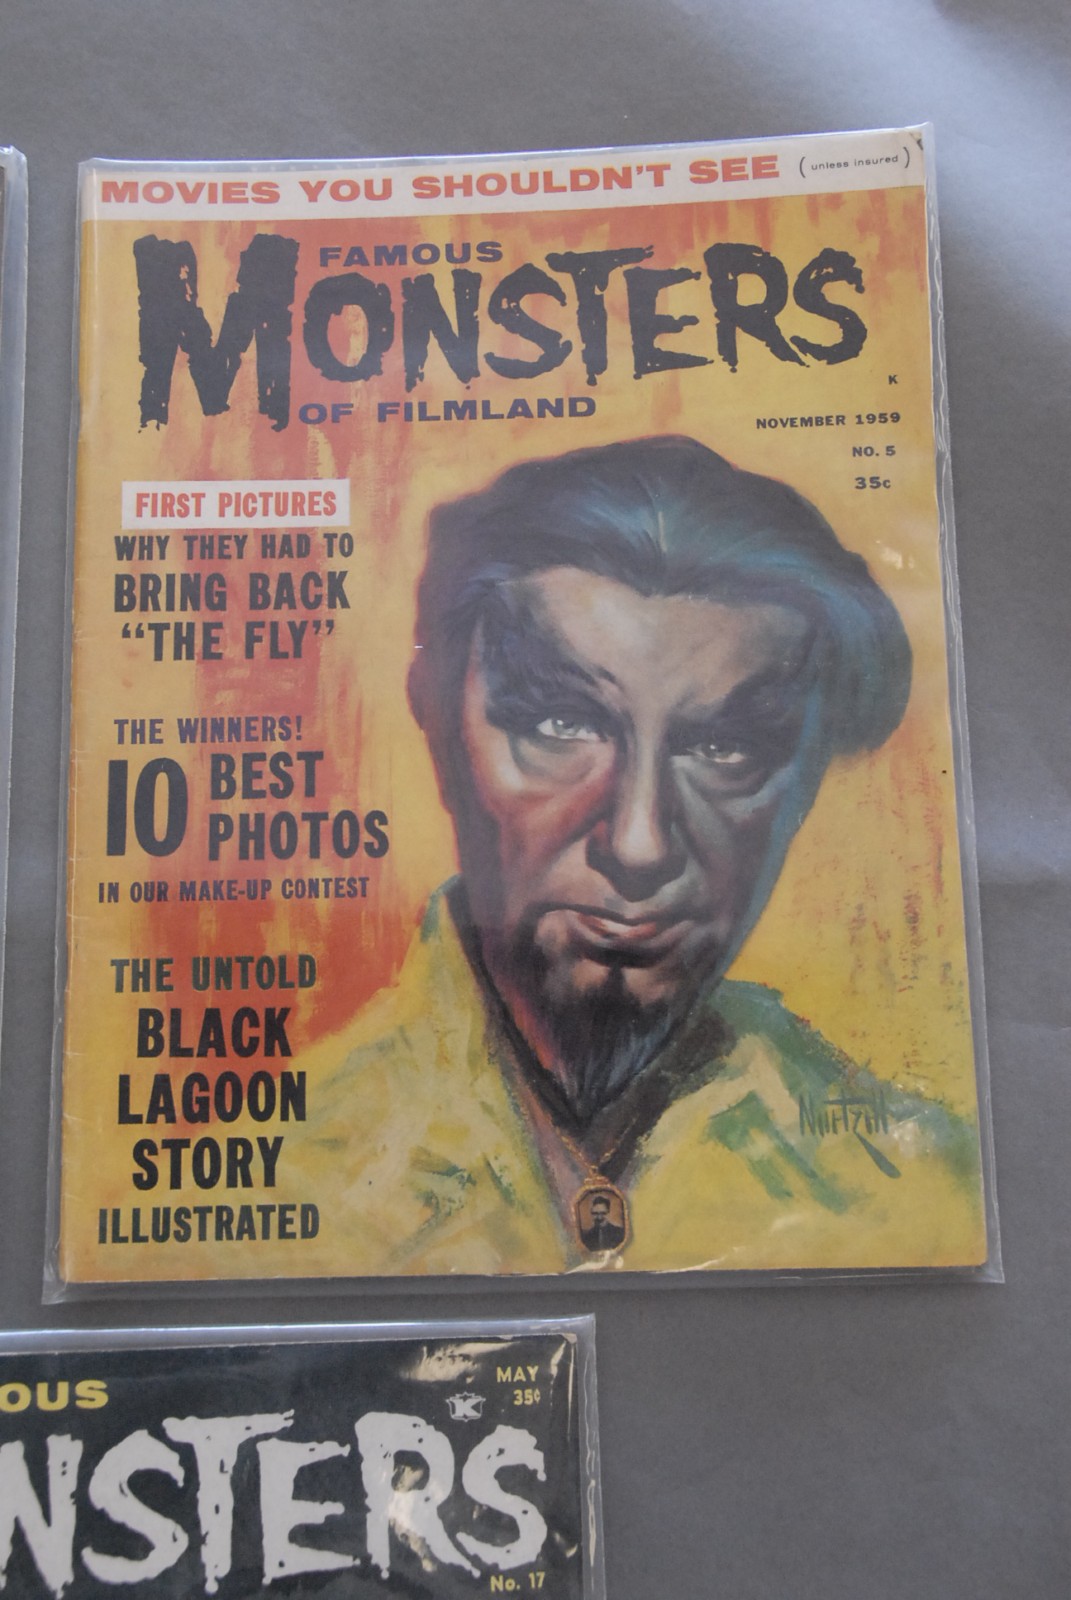 MOVIES YOU SHOULDN'T SEE (unless insured)
FAMOUS
MONSTERS
OF FILMLAND
K
NOVEMBER 1959
NO. 5
35c
FIRST PICTURES
WHY THEY HAD TO
BRING BACK
"THE FLY"
THE WINNERS!
10 BEST
PHOTOS
IN OUR MAKE-UP CONTEST
THE UNTOLD
BLACK
LAGOON
STORY
ILLUSTRATED
OUS
MAY
35¢
K
NSTERS
No. 17